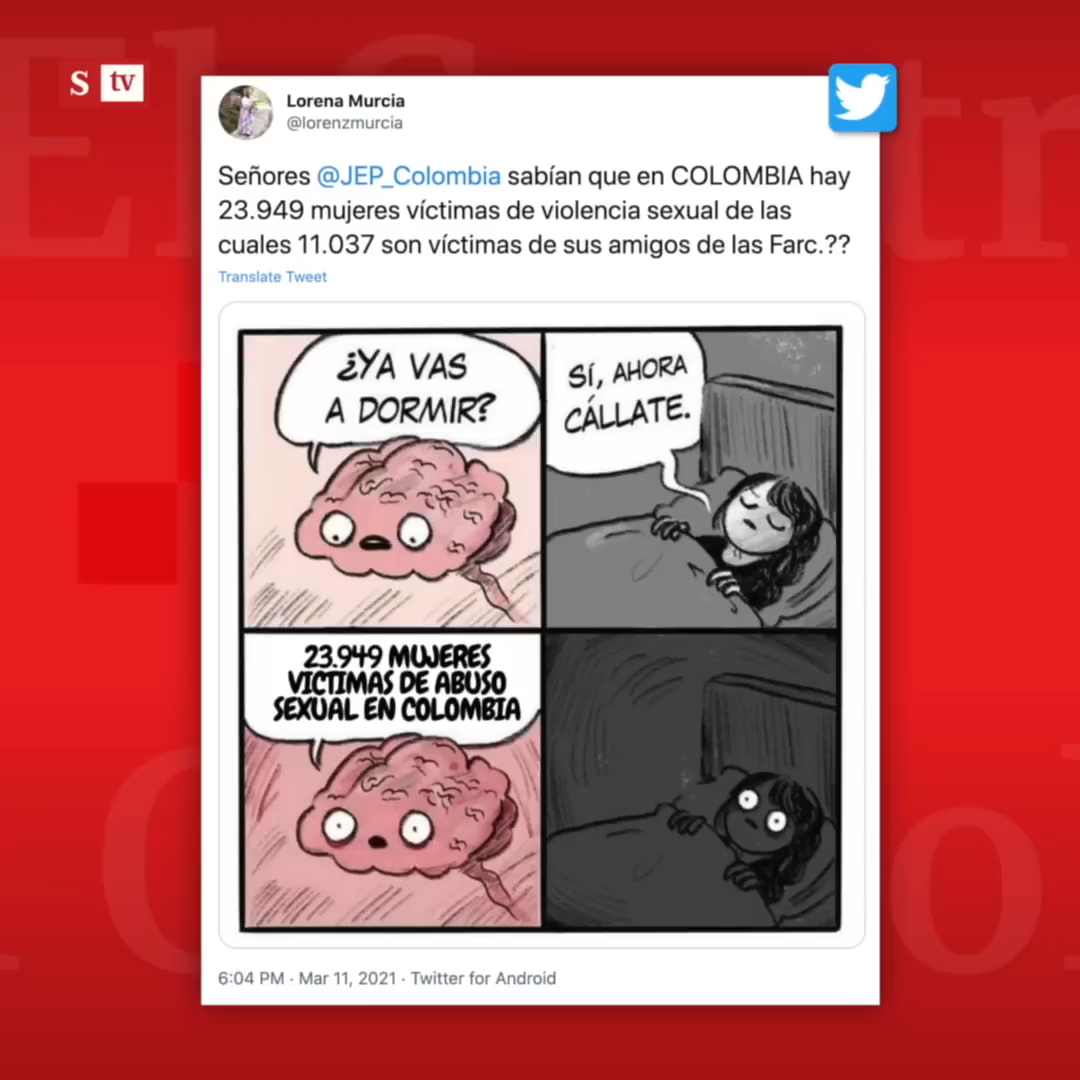 S tv
Lorena Murcia
@lorenzmurcia
Señores @JEP_Colombia sabían que en COLOMBIA hay
23.949 mujeres víctimas de violencia sexual de las
cuales 11.037 son víctimas de sus amigos de las Farc.??
Translate Tweet
¿YA VAS
A DORMIR?
SÍ, AHORA
CÁLLATE.
23.949 MUJERES
VICTIMAS DE ABUSO
SEXUAL EN COLOMBIA
6:04 PM · Mar 11, 2021 · Twitter for Android